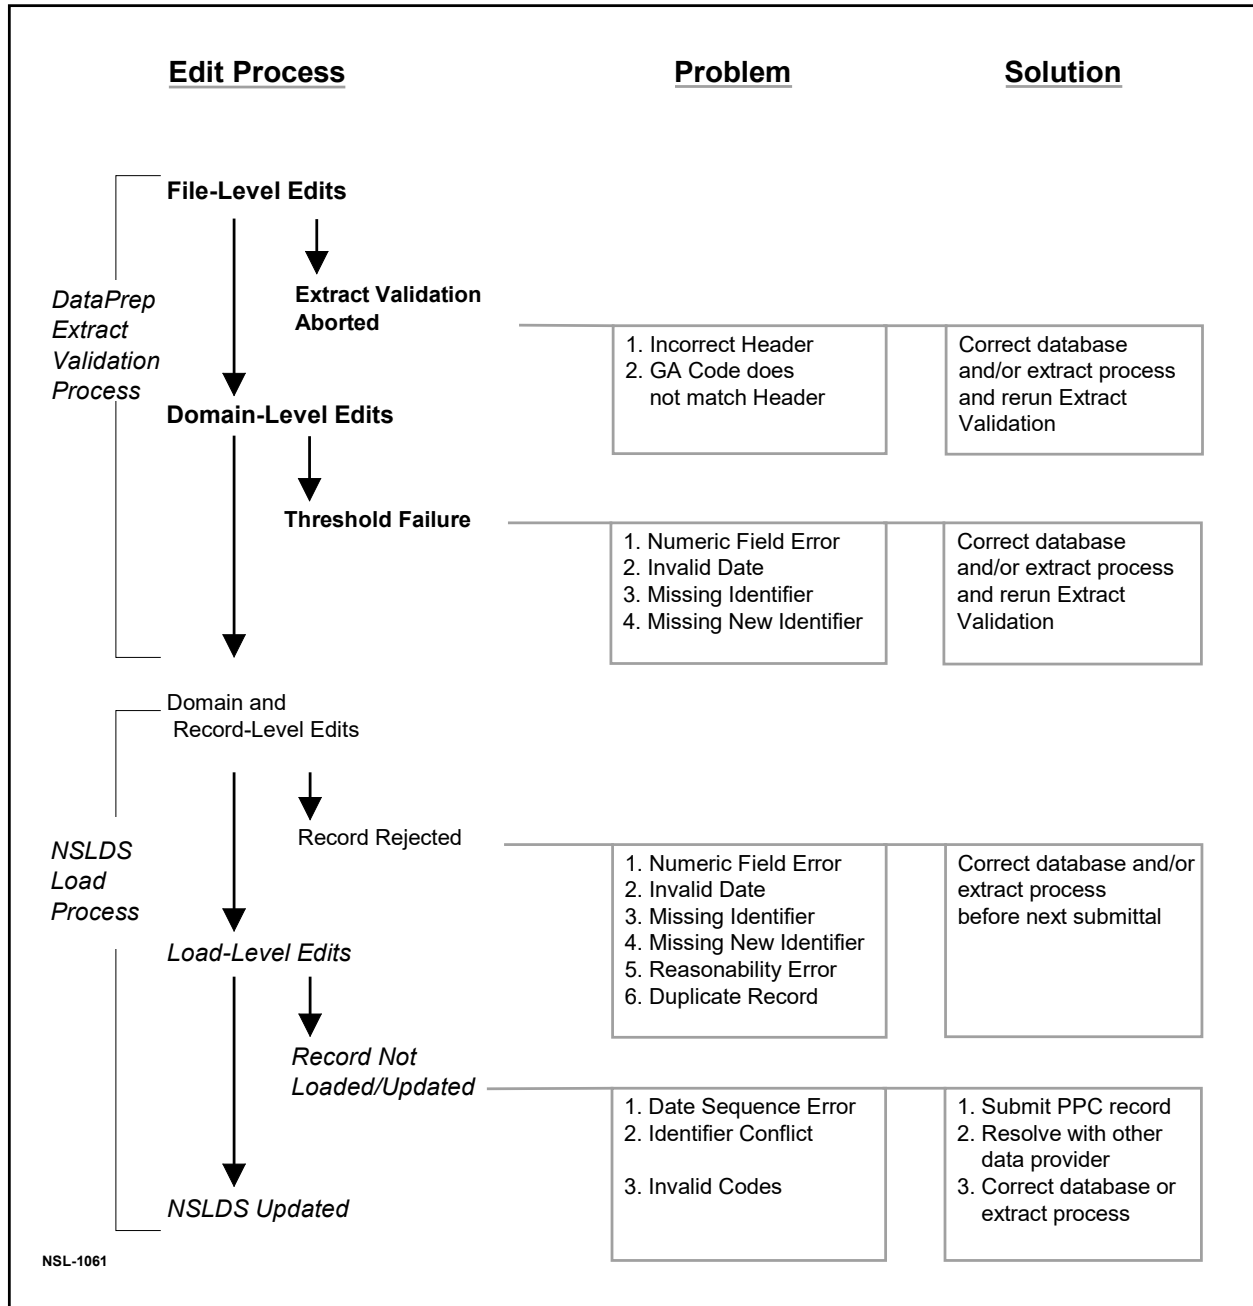 Edit Process
Problem
Solution
File-Level Edits
DataPrep
Extract
Validation
Process
Extract Validation
Aborted
1. Incorrect Header
2. GA Code does
not match Header
Correct database
and/or extract process
and rerun Extract
Validation
Domain-Level Edits
Threshold Failure
1. Numeric Field Error
2. Invalid Date
3. Missing Identifier
4. Missing New Identifier
Correct database
and/or extract process
and rerun Extract
Validation
Domain and
Record-Level Edits
NSLDS
Load
Process
Record Rejected
1. Numeric Field Error
2. Invalid Date
3. Missing Identifier
4. Missing New Identifier
5. Reasonability Error
6. Duplicate Record
Correct database and/or
extract process
before next submittal
Load-Level Edits
Record Not
Loaded/Updated
1. Date Sequence Error
2. Identifier Conflict
3. Invalid Codes
1. Submit PPC record
2. Resolve with other
data provider
3. Correct database or
extract process
NSLDS Updated
NSL-1061